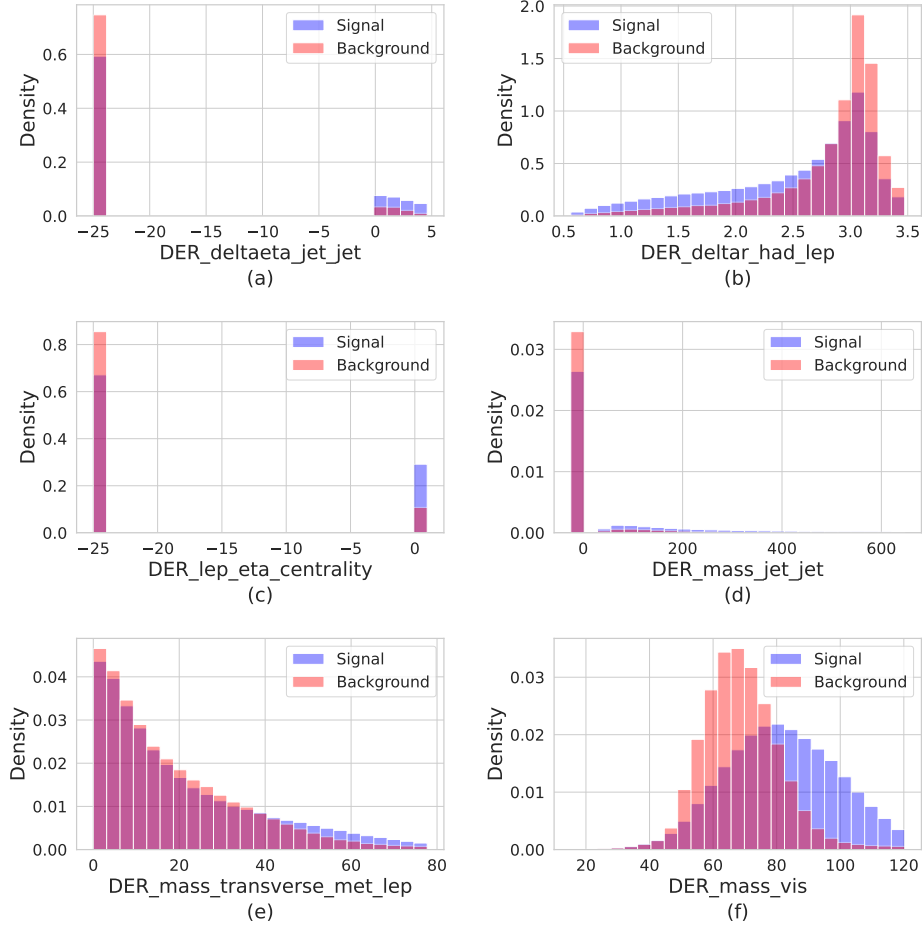 Density
0.6
0.4
0.2
0.0
Signal
Background
−25 −20 −15 −10 −5 0 5
DER_deltaeta_jet_jet
(a)
Density
2.0
1.5
1.0
0.5
0.0
Signal
Background
0.5 1.0 1.5 2.0 2.5 3.0 3.5
DER_deltar_had_lep
(b)
Density
0.8
0.6
0.4
0.2
0.0
Signal
Background
−25 −20 −15 −10 −5 0
DER_lep_eta_centrality
(c)
Density
0.03
0.02
0.01
0.00
Signal
Background
0 200 400 600
DER_mass_jet_jet
(d)
Density
0.04
0.03
0.02
0.01
0.00
Signal
Background
0 20 40 60 80
DER_mass_transverse_met_lep
(e)
Density
0.03
0.02
0.01
0.00
Signal
Background
20 40 60 80 100 120
DER_mass_vis
(f)